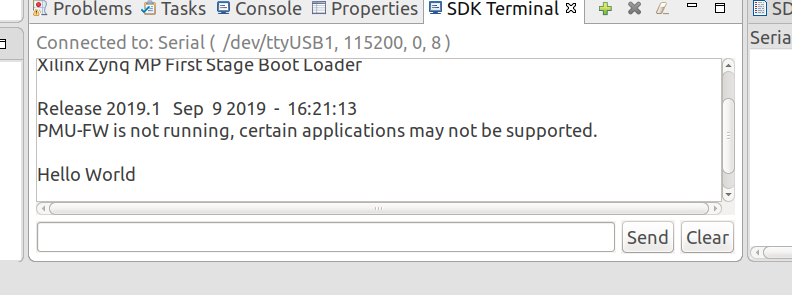 Problems Tasks Console Properties SDK Terminal SD
Connected to: Serial ( /dev/ttyUSB1, 115200, 0, 8 ) Seria
Xilinx Zynq MP First Stage Boot Loader
Release 2019.1 Sep 9 2019 - 16:21:13
PMU-FW is not running, certain applications may not be supported.
Hello World
Send Clear